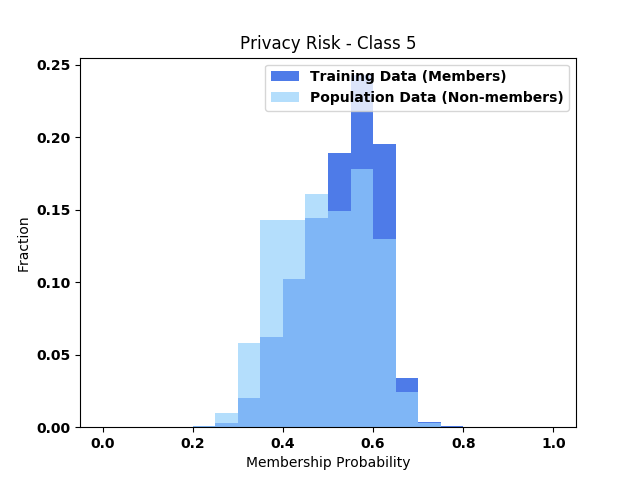 Privacy Risk - Class 5
Training Data (Members)
Population Data (Non-members)
0.25
0.20
0.15
0.10
0.05
0.00
Fraction
0.0 0.2 0.4 0.6 0.8 1.0
Membership Probability